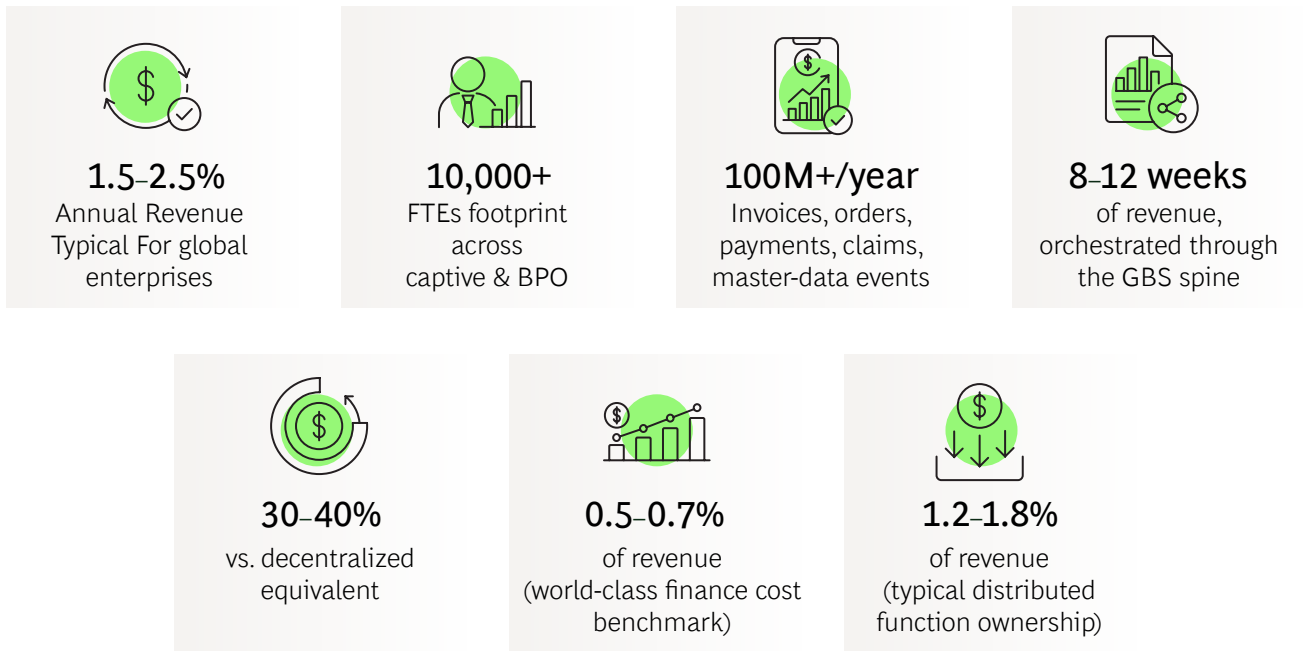 $
1.5–2.5%
Annual Revenue
Typical For global
enterprises
10,000+
FTEs footprint
across
captive & BPO
$
100M+/year
Invoices, orders,
payments, claims,
master-data events
8–12 weeks
of revenue,
orchestrated through
the GBS spine
$
30–40%
vs. decentralized
equivalent
$
0.5–0.7%
of revenue
(world-class finance cost
benchmark)
$
1.2–1.8%
of revenue
(typical distributed
function ownership)